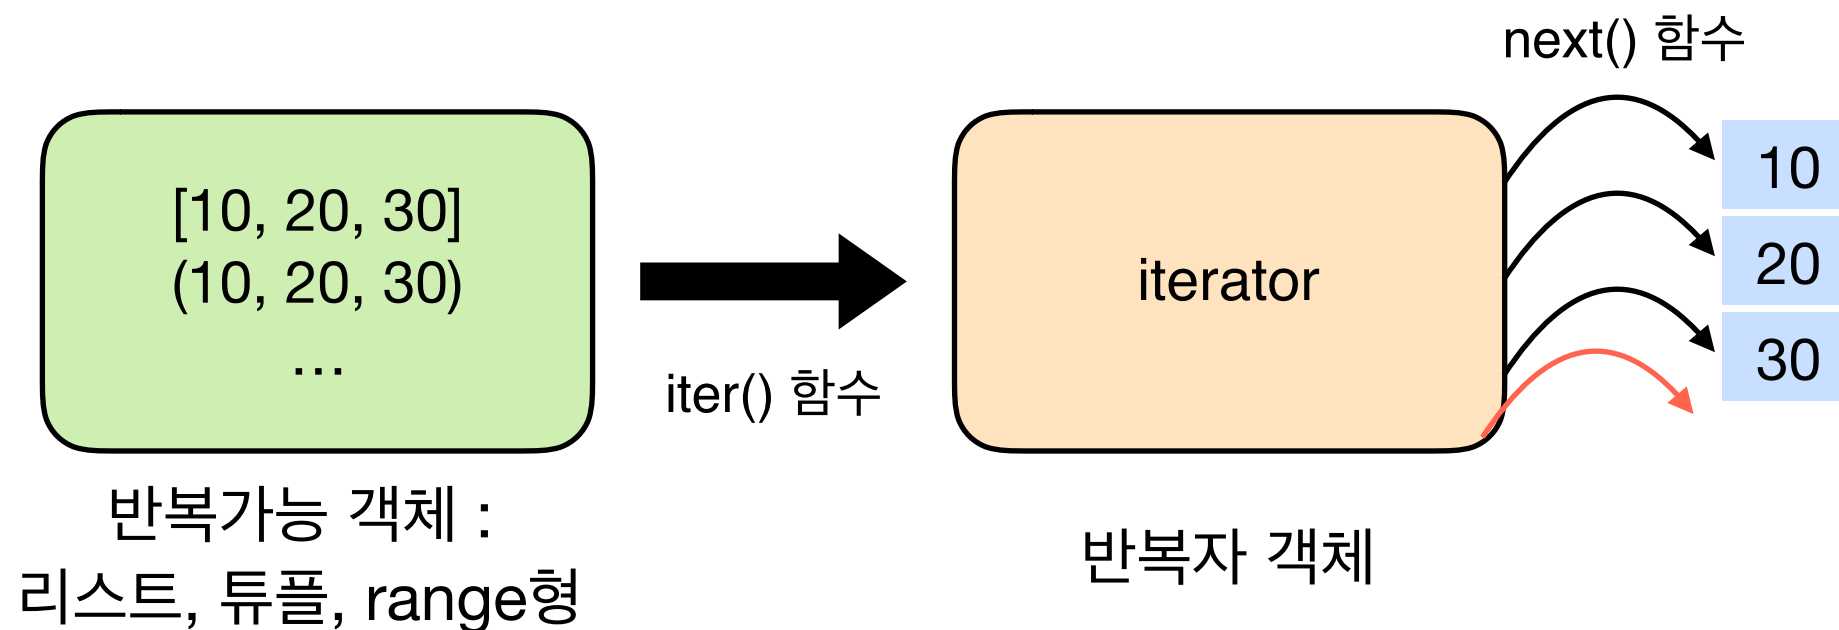 [10, 20, 30]
(10, 20, 30)
...
반복가능 객체 :
리스트, 튜플, range형
iter() 함수
iterator
반복자 객체
next() 함수
10
20
30